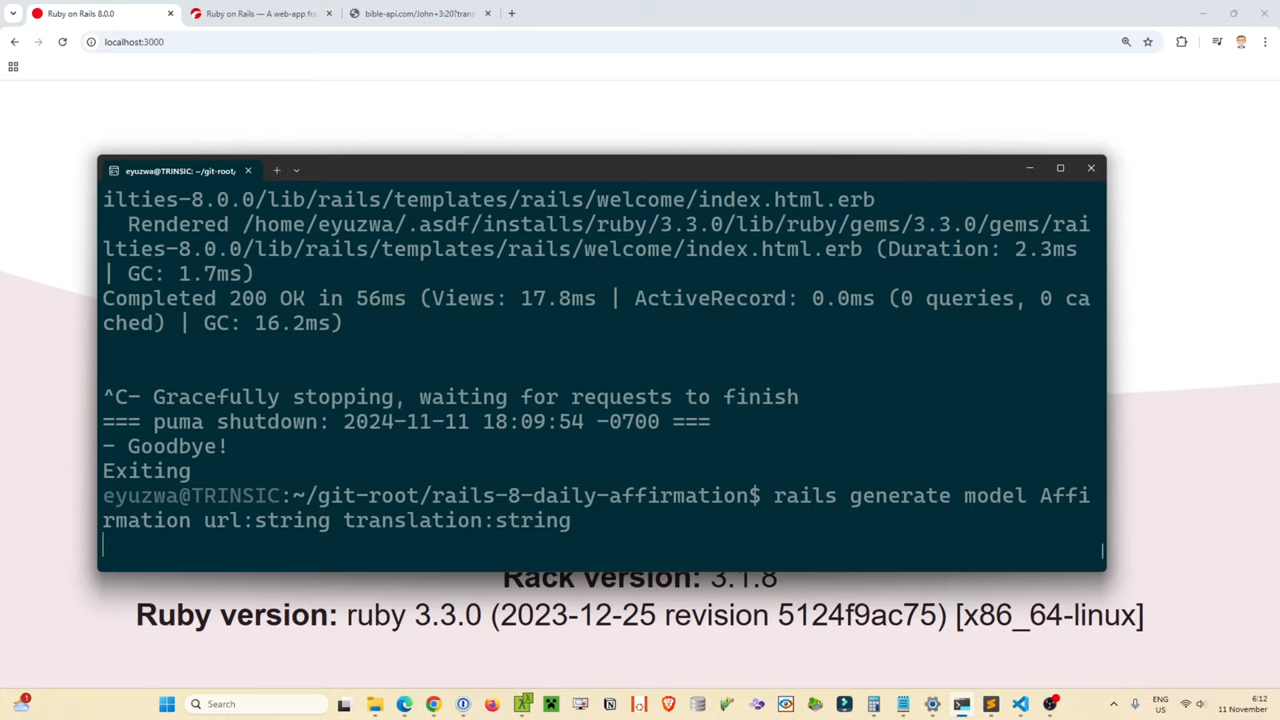 Ruby on Rails 8.0.0
Ruby on Rails — A web-app fra
bible-api.com/John+3:20?trans
localhost:3000
eyuzwa@TRINSIC: ~/git-root/
ilties-8.0.0/lib/rails/templates/rails/welcome/index.html.erb
Rendered /home/eyuzwa/.asdf/installs/ruby/3.3.0/lib/ruby/gems/3.3.0/gems/rai
lties-8.0.0/lib/rails/templates/rails/welcome/index.html.erb (Duration: 2.3ms
| GC: 1.7ms)
Completed 200 OK in 56ms (Views: 17.8ms | ActiveRecord: 0.0ms (0 queries, 0 ca
ched) | GC: 16.2ms)
^C- Gracefully stopping, waiting for requests to finish
=== puma shutdown: 2024-11-11 18:09:54 -0700 ===
- Goodbye!
Exiting
eyuzwa@TRINSIC:~/git-root/rails-8-daily-affirmation$ rails generate model Affi
rmation url:string translation:string
Rack version: 3.1.8
Ruby version: ruby 3.3.0 (2023-12-25 revision 5124f9ac75) [x86_64-linux]
1
Search
ENG
US
6:12
11 November